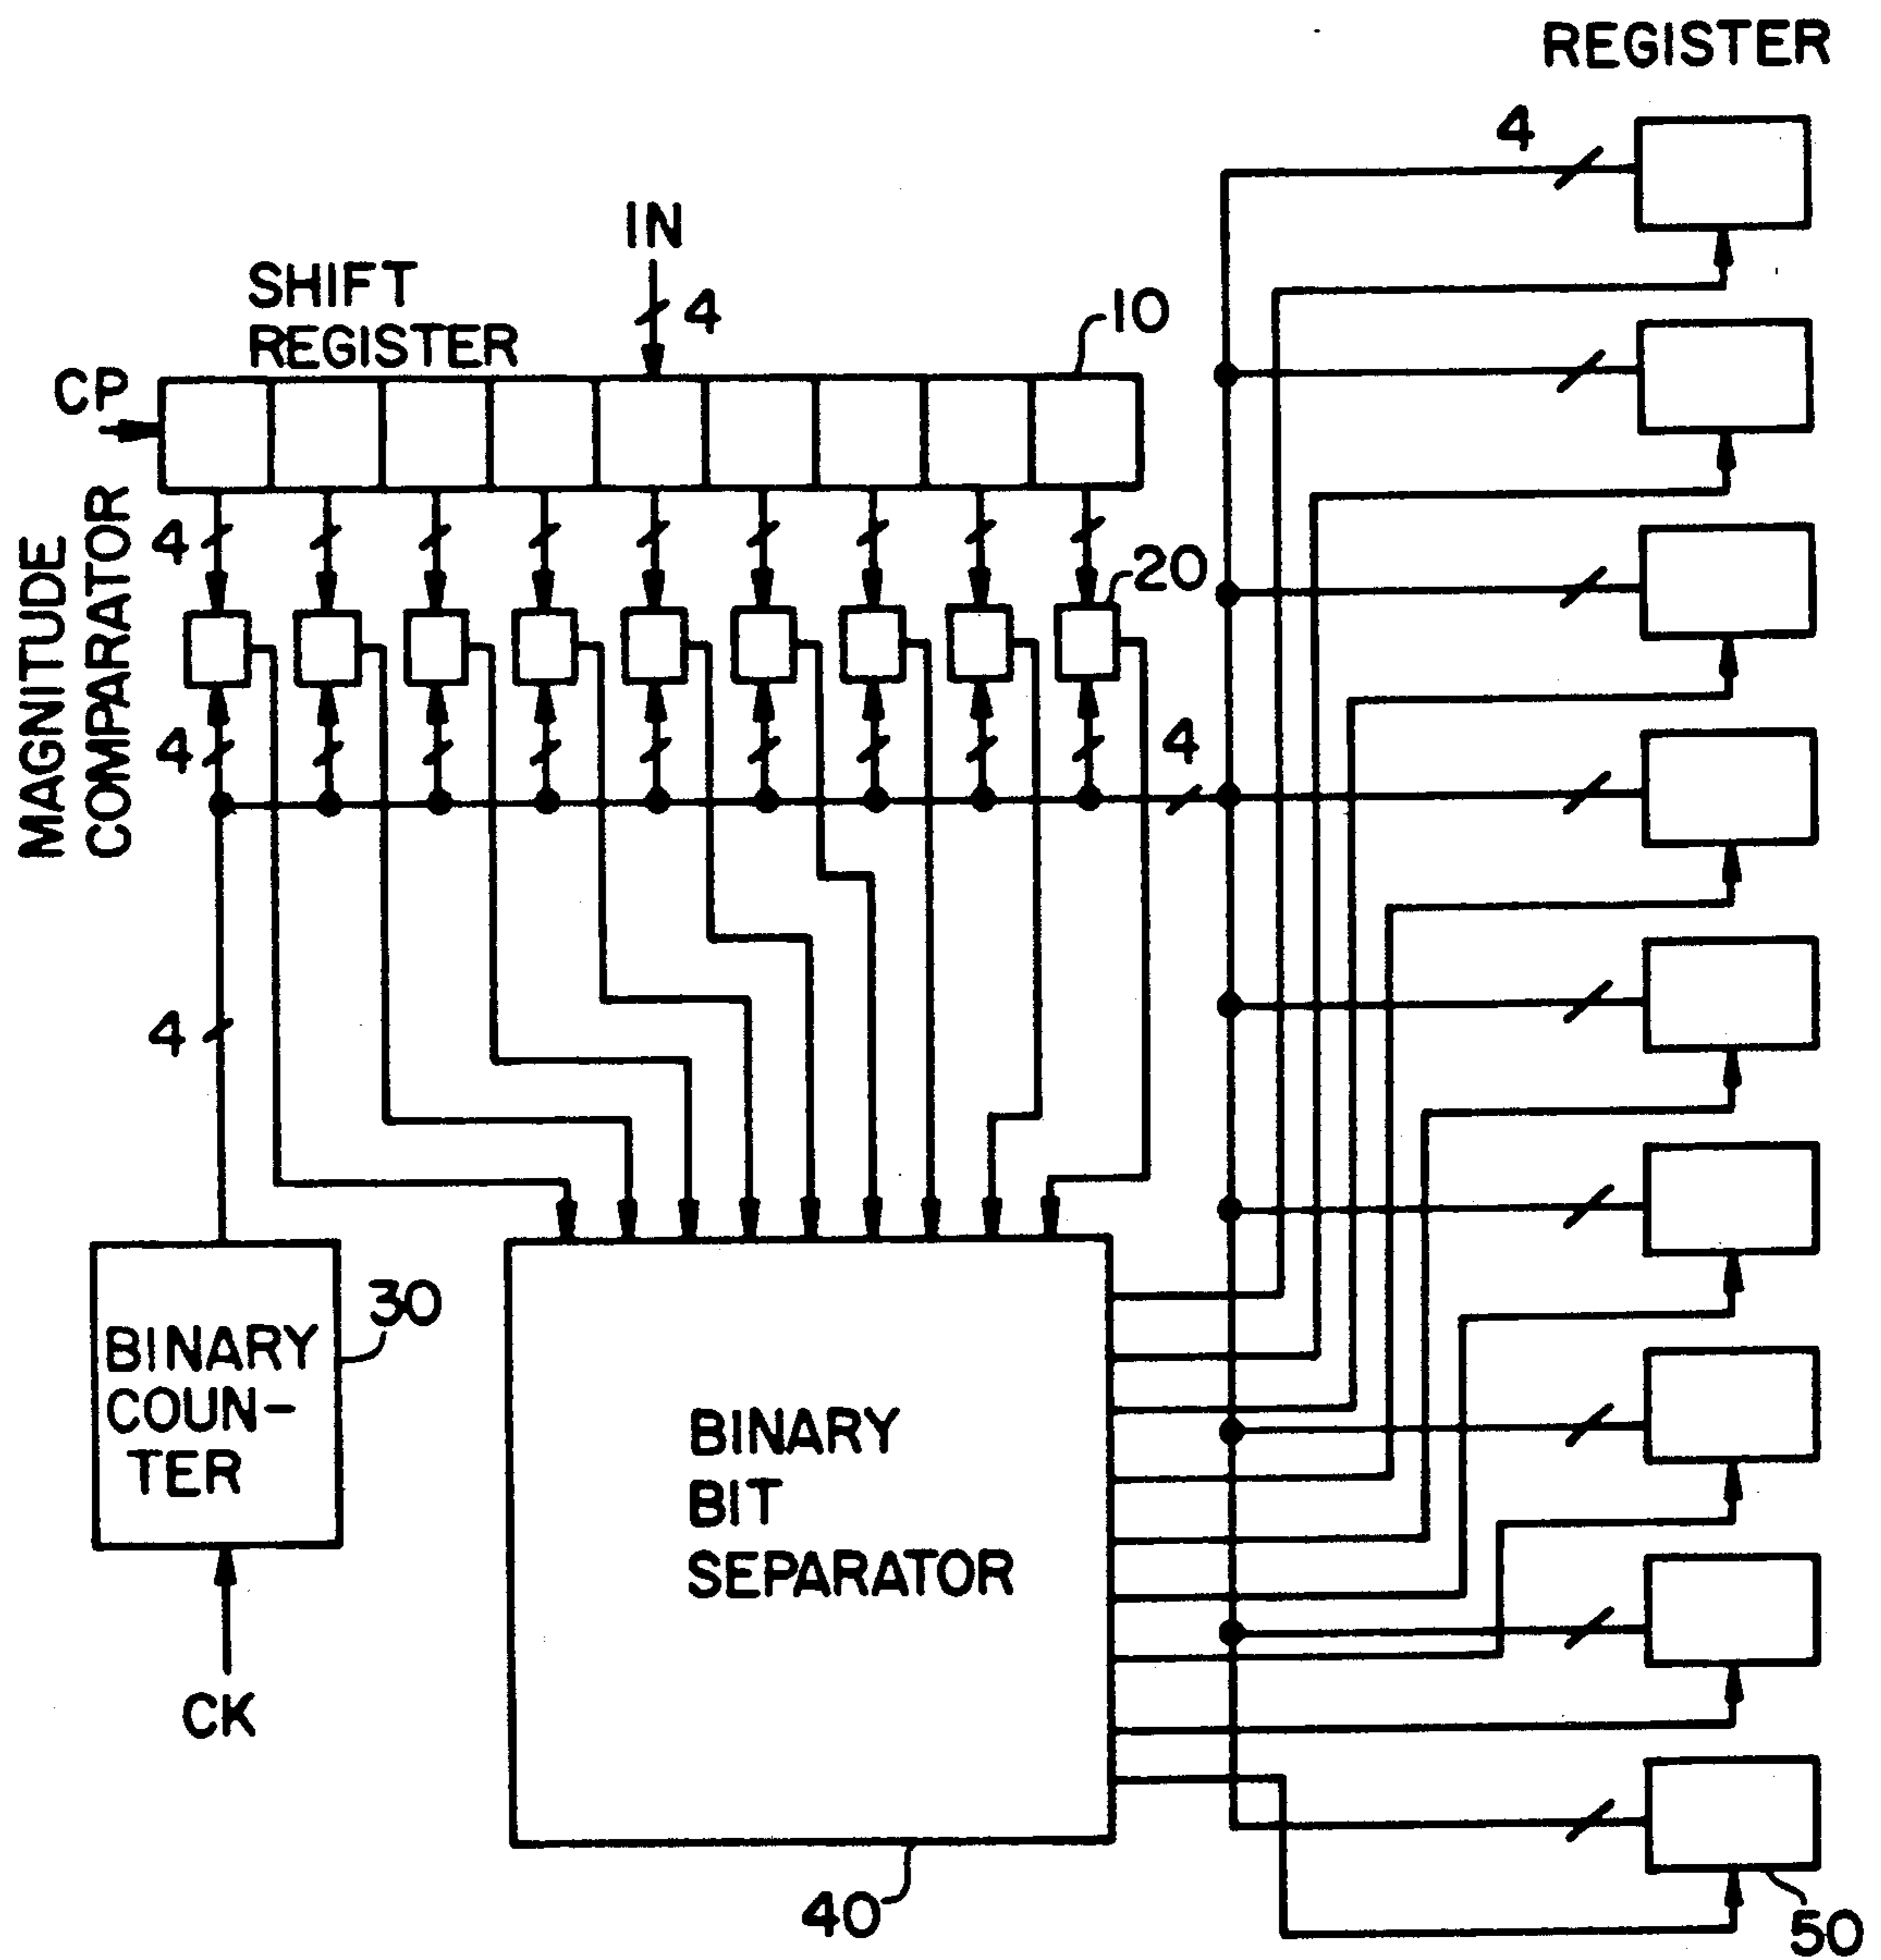 REGISTER
4
IN
4
SHIFT
REGISTER
10
CP
4
20
MAGNITUDE
COMPARATOR
4
4
4
30
BINARY
COUN-
TER
BINARY
BIT
SEPARATOR
CK
40
50